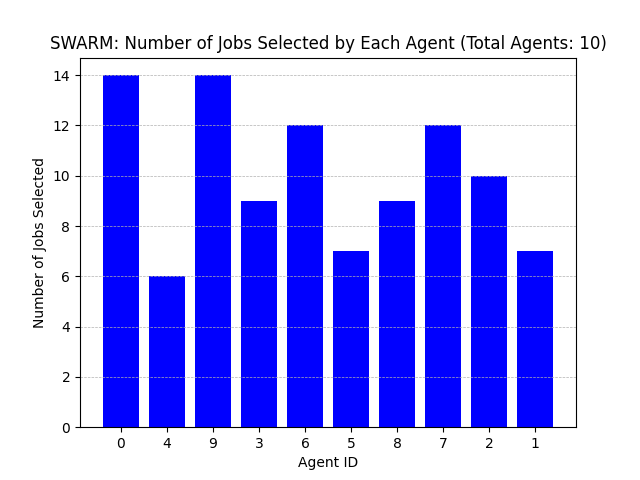 SWARM: Number of Jobs Selected by Each Agent (Total Agents: 10)
Number of Jobs Selected
14
12
10
8
6
4
2
0
0 4 9 3 6 5 8 7 2 1
Agent ID